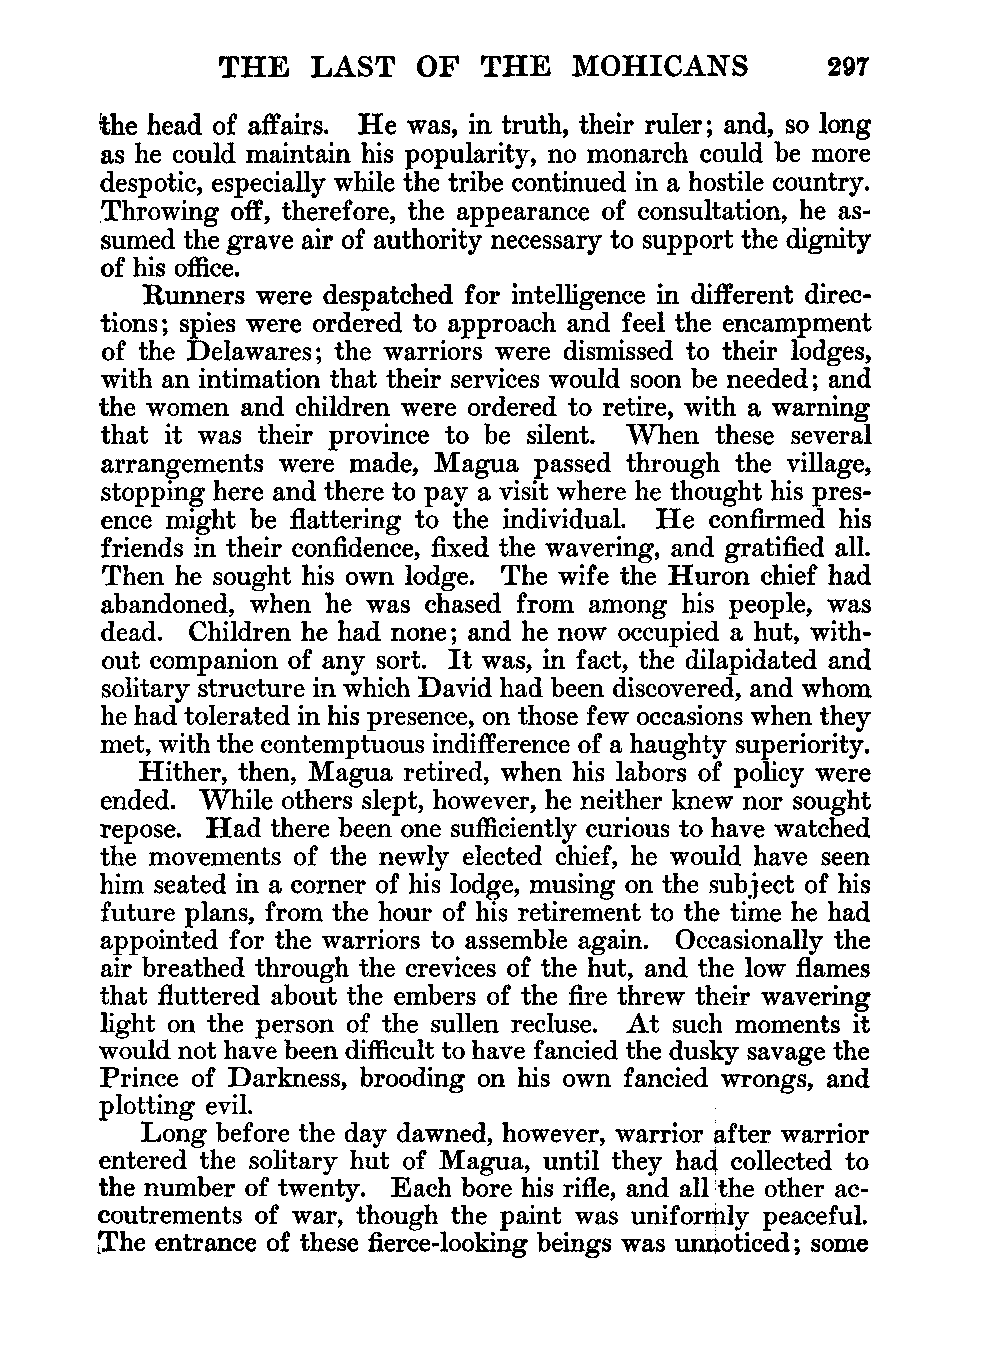 THE LAST OF THE MOHICANS 297
the head of affairs. He was, in truth, their ruler; and, so long
as he could maintain his popularity, no monarch could be more
despotic, especially while the tribe continued in a hostile country.
Throwing off, therefore, the appearance of consultation, he as-
sumed the grave air of authority necessary to support the dignity
of his office.
Runners were despatched for intelligence in different direc-
tions; spies were ordered to approach and feel the encampment
of the Delawares; the warriors were dismissed to their lodges,
with an intimation that their services would soon be needed; and
the women and children were ordered to retire, with a warning
that it was their province to be silent. When these several
arrangements were made, Magua passed through the village,
stopping here and there to pay a visit where he thought his pres-
ence might be flattering to the individual. He confirmed his
friends in their confidence, fixed the wavering, and gratified all.
Then he sought his own lodge. The wife the Huron chief had
abandoned, when he was chased from among his people, was
dead. Children he had none; and he now occupied a hut, with-
out companion of any sort. It was, in fact, the dilapidated and
solitary structure in which David had been discovered, and whom
he had tolerated in his presence, on those few occasions when they
met, with the contemptuous indifference of a haughty superiority.
Hither, then, Magua retired, when his labors of policy were
ended. While others slept, however, he neither knew nor sought
repose. Had there been one sufficiently curious to have watched
the movements of the newly elected chief, he would have seen
him seated in a corner of his lodge, musing on the subject of his
future plans, from the hour of his retirement to the time he had
appointed for the warriors to assemble again. Occasionally the
air breathed through the crevices of the hut, and the low flames
that fluttered about the embers of the fire threw their wavering
light on the person of the sullen recluse. At such moments it
would not have been difficult to have fancied the dusky savage the
Prince of Darkness, brooding on his own fancied wrongs, and
plotting evil.
Long before the day dawned, however, warrior after warrior
entered the solitary hut of Magua, until they had collected to
the number of twenty. Each bore his rifle, and all the other ac-
coutrements of war, though the paint was uniformly peaceful.
The entrance of these fierce-looking beings was unnoticed; some